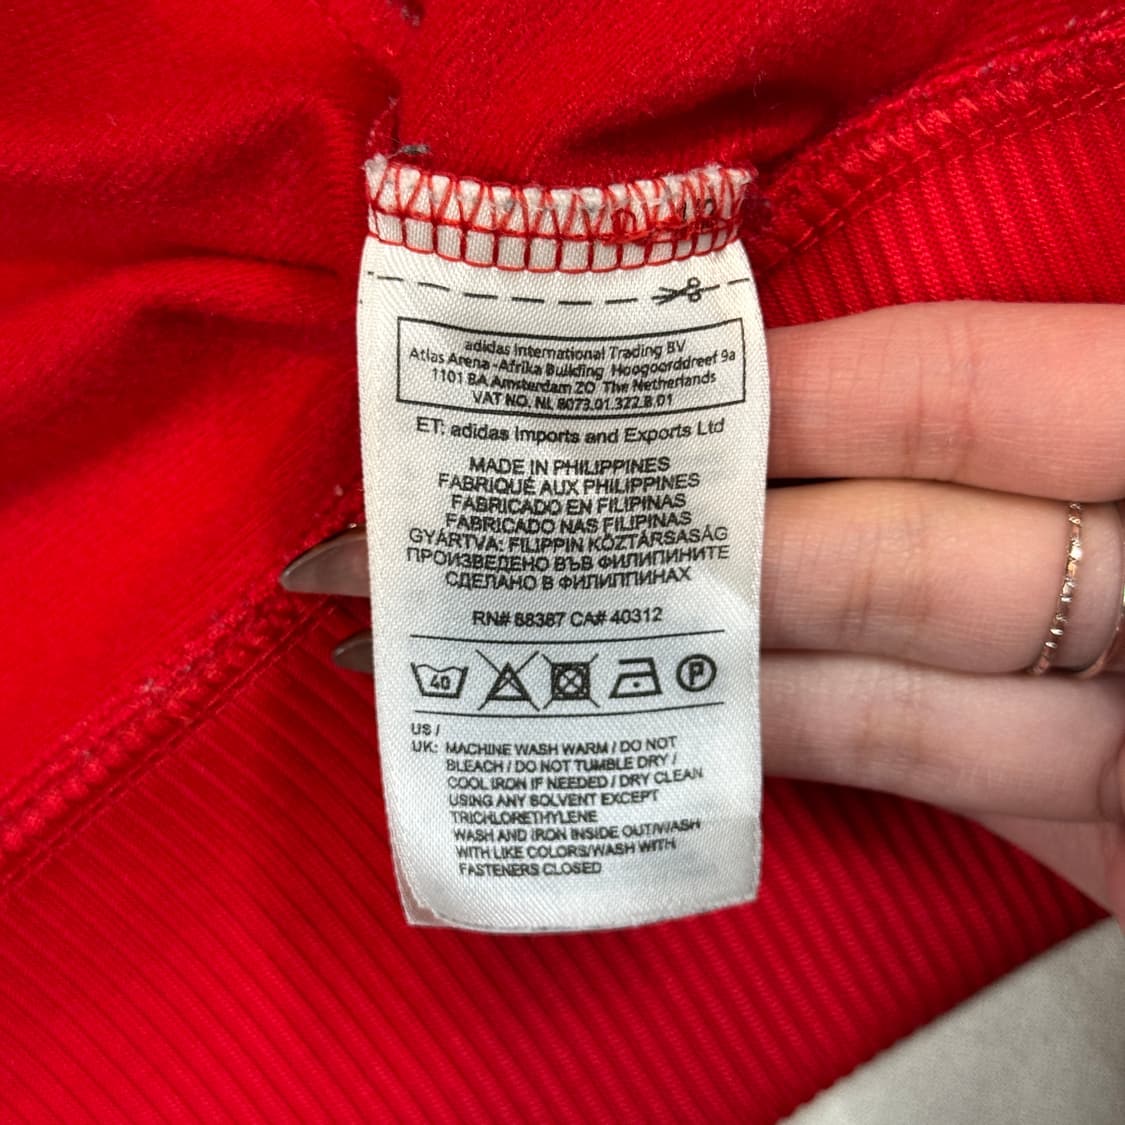 adidas International Trading BV
Atlas Arena -Afrika Building Hoogoorddreef 9a
1101 BA Amsterdam ZO The Netherlands
VAT NO. NL 8073.01.322.B.01
ET: adidas Imports and Exports Ltd
MADE IN PHILIPPINES
FABRIQUÉ AUX PHILIPPINES
FABRICADO EN FILIPINAS
FABRICADO NAS FILIPINAS
GYÁRTVA: FILIPPIN KÖZTÁRSASÁG
ПРОИЗВЕДЕНО ВЪВ ФИЛИПИНИТЕ
СДЕЛАНО В ФИЛИППИНАХ
RN# 88387 CA# 40312
40 P
US /
UK: MACHINE WASH WARM / DO NOT
BLEACH / DO NOT TUMBLE DRY /
COOL IRON IF NEEDED / DRY CLEAN
USING ANY SOLVENT EXCEPT
TRICHLORETHYLENE
WASH AND IRON INSIDE OUT/WASH
WITH LIKE COLORS/WASH WITH
FASTENERS CLOSED